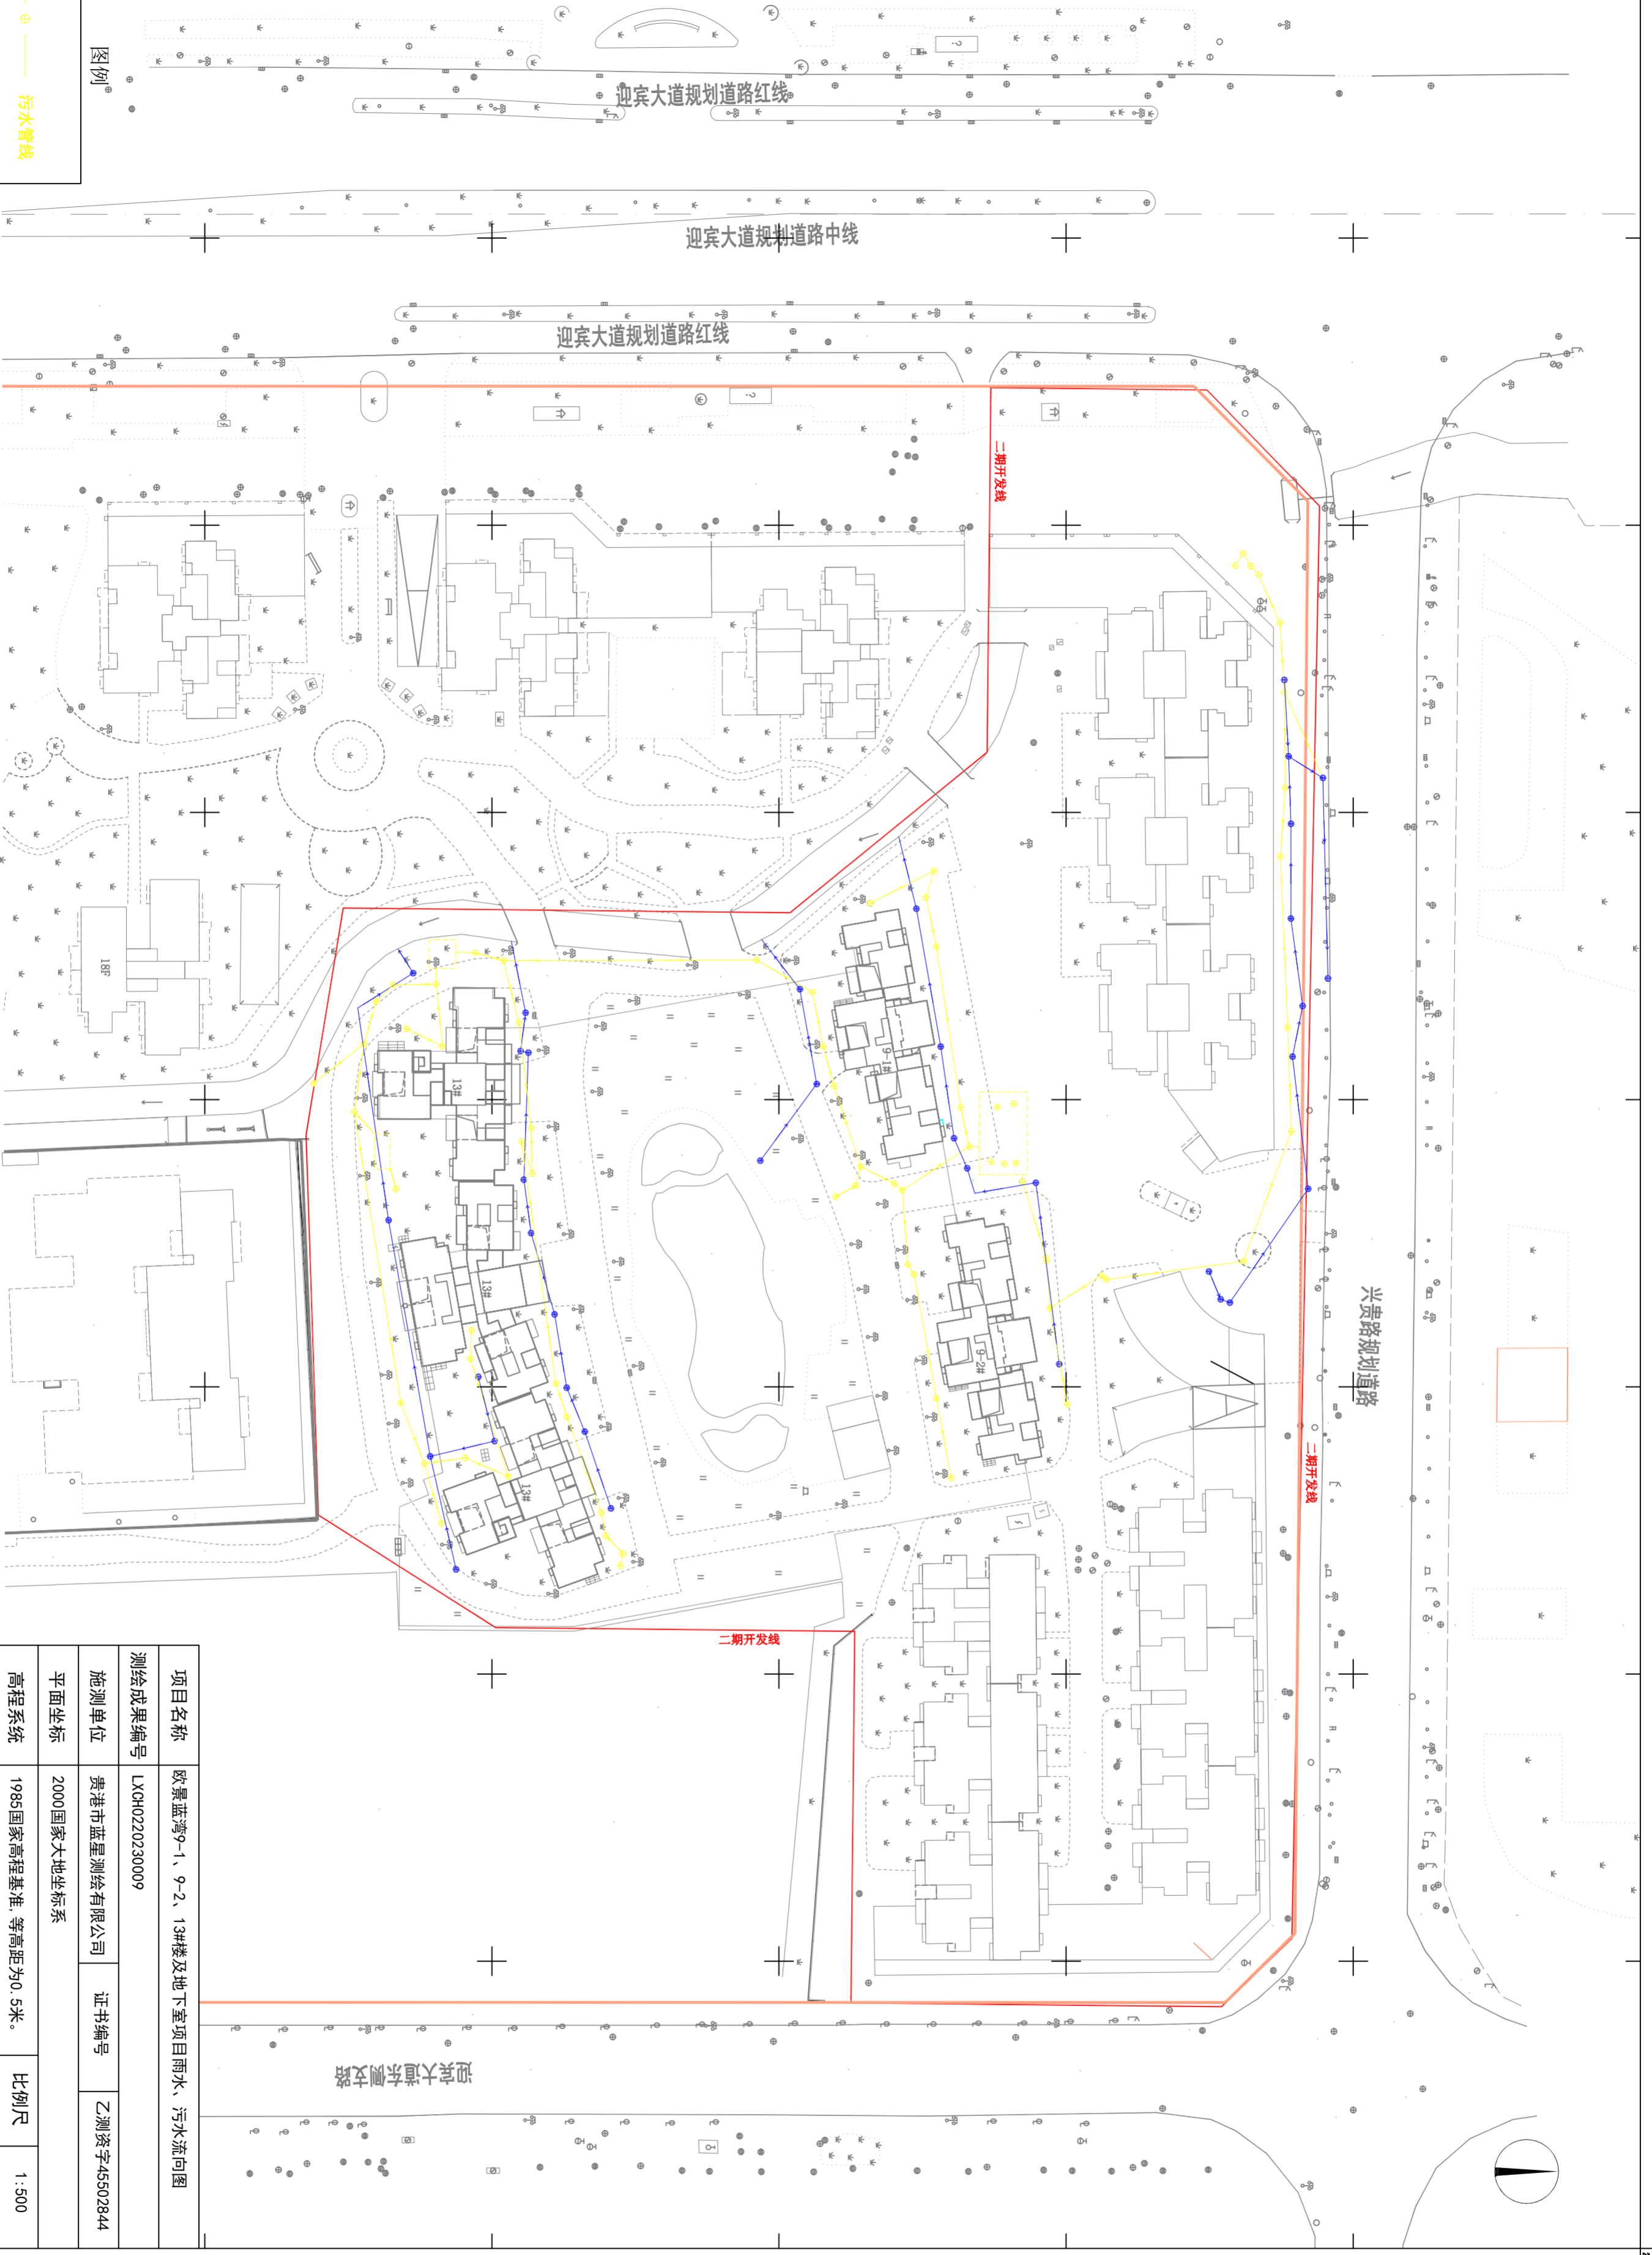 图例
污水管线
迎宾大道规划道路红线
迎宾大道规划道路中线
迎宾大道规划道路红线
二期开发线
18F
9-1#
13#
13#
9-2#
13#
兴贵路规划道路
二期开发线
二期开发线
迎宾大道东侧支路
项目名称 欧景蓝湾9-1、9-2、13#楼及地下室项目雨水、污水流向图
测绘成果编号 LXCH0220230009
施测单位 贵港市蓝星测绘有限公司 证书编号 乙测资字45502844
平面坐标 2000国家大地坐标系
高程系统 1985国家高程基准,等高距为0.5米。 比例尺 1:500